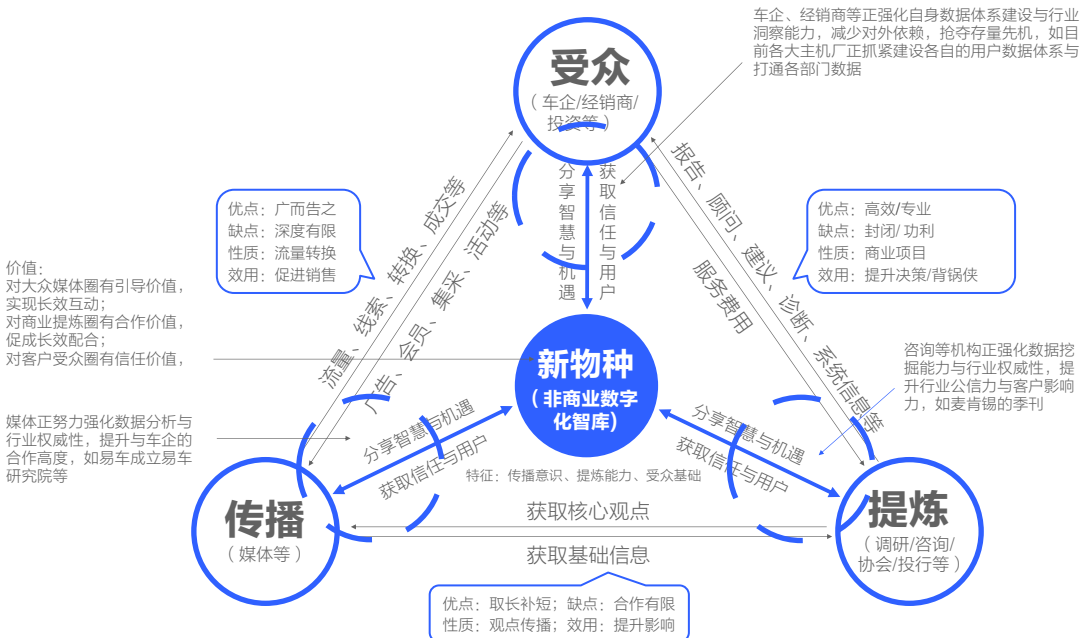 车企、经销商等正强化自身数据体系建设与行业
洞察能力，减少对外依赖，抢夺存量先机，如目
前各大主机厂正抓紧建设各自的用户数据体系与
打通各部门数据
受众
（ 车企/经销商/
投资等 ）
分享智慧与机遇
获取信任与用户
报告、顾问、建议、诊断、系统信息等
服务费用
流量、线索、转换、成交等
广告、会员、集采、活动等
优点：广而告之
缺点：深度有限
性质：流量转换
效用：促进销售
优点：高效/专业
缺点：封闭/ 功利
性质：商业项目
效用：提升决策/背锅侠
价值：
对大众媒体圈有引导价值，
实现长效互动；
对商业提炼圈有合作价值，
促成长效配合；
对客户受众圈有信任价值，
新物种
（ 非商业数字
化智库)
咨询等机构正强化数据挖
掘能力与行业权威性，提
升行业公信力与客户影响
力，如麦肯锡的季刊
媒体正努力强化数据分析与
行业权威性，提升与车企的
合作高度，如易车成立易车
研究院等
分享智慧与机遇
获取信任与用户
分享智慧与机遇
获取信任与用户
特征：传播意识、提炼能力、受众基础
传播
（ 媒体等 ）
获取核心观点
获取基础信息
提炼
（ 调研/咨询/
协会/投行等 ）
优点：取长补短；缺点：合作有限
性质：观点传播；效用：提升影响